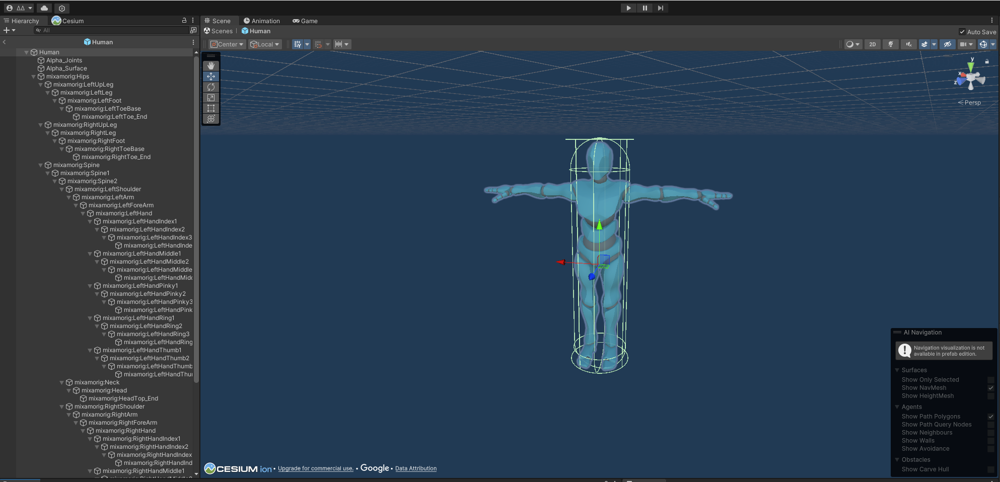 ΔΔ
Hierarchy
Cesium
All
Human
Human
Alpha_Joints
Alpha_Surface
mixamorig:Hips
mixamorig:LeftUpLeg
mixamorig:LeftLeg
mixamorig:LeftFoot
mixamorig:LeftToeBase
mixamorig:LeftToe_End
mixamorig:RightUpLeg
mixamorig:RightLeg
mixamorig:RightFoot
mixamorig:RightToeBase
mixamorig:RightToe_End
mixamorig:Spine
mixamorig:Spine1
mixamorig:Spine2
mixamorig:LeftShoulder
mixamorig:LeftArm
mixamorig:LeftForeArm
mixamorig:LeftHand
mixamorig:LeftHandIndex1
mixamorig:LeftHandIndex2
mixamorig:LeftHandIndex3
mixamorig:LeftHandInde
mixamorig:LeftHandMiddle1
mixamorig:LeftHandMiddle2
mixamorig:LeftHandMiddle
mixamorig:LeftHandMidd
mixamorig:LeftHandPinky1
mixamorig:LeftHandPinky2
mixamorig:LeftHandPinky3
mixamorig:LeftHandPink
mixamorig:LeftHandRing1
mixamorig:LeftHandRing2
mixamorig:LeftHandRing3
mixamorig:LeftHandRing
mixamorig:LeftHandThumb1
mixamorig:LeftHandThumb2
mixamorig:LeftHandThumb
mixamorig:LeftHandThu
mixamorig:Neck
mixamorig:Head
mixamorig:HeadTop_End
mixamorig:RightShoulder
mixamorig:RightArm
mixamorig:RightForeArm
mixamorig:RightHand
mixamorig:RightHandIndex1
mixamorig:RightHandIndex2
mixamorig:RightHandIndex
mixamorig:RightHandInd
mixamorig:RightHandMiddle1
Scene
Animation
Game
Scenes | Human
Auto Save
Center
Local
2D
y
x
z
Persp
AI Navigation
Navigation visualization is not
available in prefab edition.
Surfaces
Show Only Selected
Show NavMesh
Show HeightMesh
Agents
Show Path Polygons
Show Path Query Nodes
Show Neighbours
Show Walls
Show Avoidance
Obstacles
Show Carve Hull
CESIUM ion • Upgrade for commercial use. • Google • Data Attribution